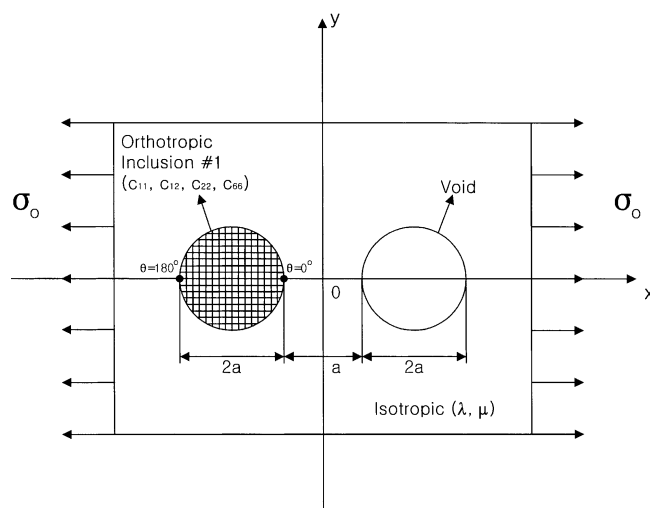 y
Orthotropic
Inclusion #1
(C₁₁, C₁₂, C₂₂, C₆₆)
Void
σₒ
σₒ
θ=180°
θ=0°
0
x
2a
a
2a
Isotropic (λ, μ)